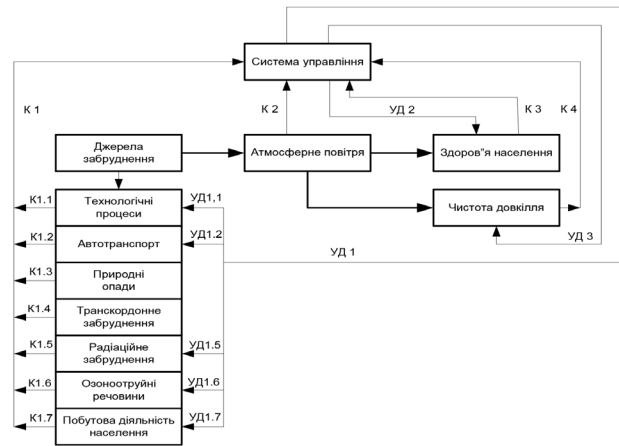 Система управління
К 1
К 2
УД 2
К 3
К 4
Джерела
забруднення
Атмосферне повітря
Здоров"я населення
Чистота довкілля
УД 3
УД 1
К1.1
Технологічні
процеси
УД1,1
К1.2
Автотранспорт
УД1.2
К1.3
Природні
опади
К1.4
Транскордонне
забруднення
К1.5
Радіаційне
забруднення
УД1.5
К1.6
Озоноотруйні
речовини
УД1.6
К1.7
Побутова діяльність
населення
УД1.7